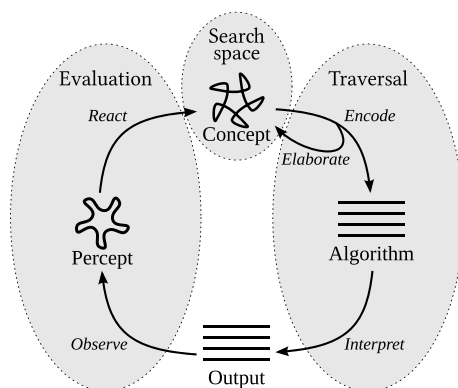 Search
space
Evaluation
Traversal
React
Concept
Encode
Elaborate
Percept
Algorithm
Observe
Interpret
Output